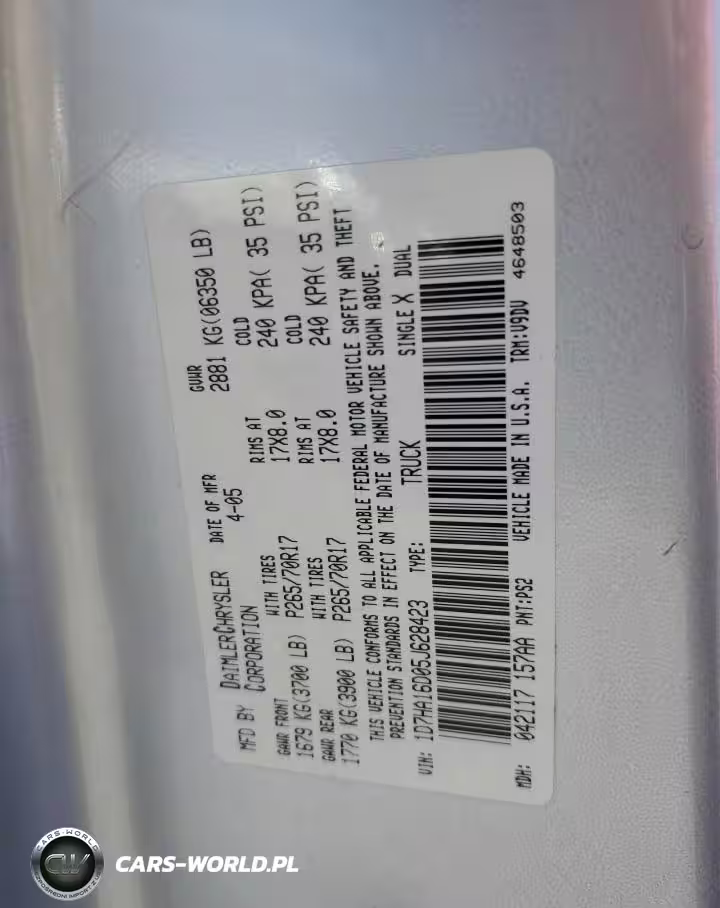 MFD BY DAIMLERCHRYSLER CORPORATION DATE OF MFR 4-05 GVWR 2881 KG(06350 LB)
GAWR FRONT WITH TIRES RIMS AT COLD
1679 KG(3700 LB) P265/70R17 17X8.0 240 KPA( 35 PSI)
GAWR REAR WITH TIRES RIMS AT COLD
1770 KG(3900 LB) P265/70R17 17X8.0 240 KPA( 35 PSI)
THIS VEHICLE CONFORMS TO ALL APPLICABLE FEDERAL MOTOR VEHICLE SAFETY AND THEFT
PREVENTION STANDARDS IN EFFECT ON THE DATE OF MANUFACTURE SHOWN ABOVE.
VIN: 1D7HA16D05J628423 TYPE: TRUCK SINGLE X DUAL
MDH: 042117 157AA PNT:PS2 VEHICLE MADE IN U.S.A. TRM:V9DV 4648503
CARS-WORLD
CW
CARS-WORLD.PL